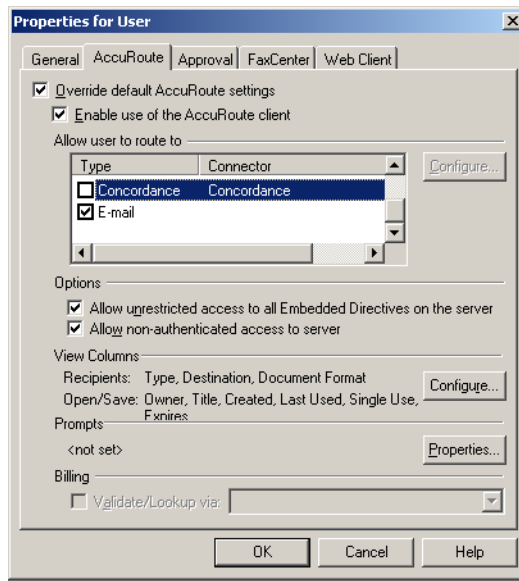 Properties for User
General AccuRoute Approval FaxCenter Web Client
Override default AccuRoute settings
Enable use of the AccuRoute client
Allow user to route to
Type Connector
Configure...
Concordance Concordance
E-mail
Options
Allow unrestricted access to all Embedded Directives on the server
Allow non-authenticated access to server
View Columns
Recipients: Type, Destination, Document Format
Configure...
Open/Save: Owner, Title, Created, Last Used, Single Use,
Expires
Prompts
<not set>
Properties...
Billing
Validate/Lookup via:
OK Cancel Help